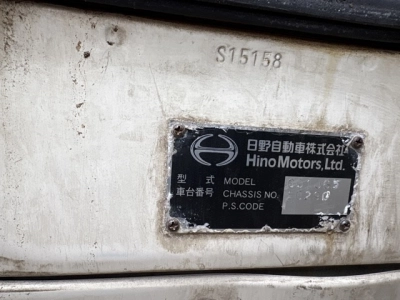 S15158
日野自動車株式会社
Hino Motors, Ltd.
型 式 MODEL
車台番号 CHASSIS NO.
P.S.CODE